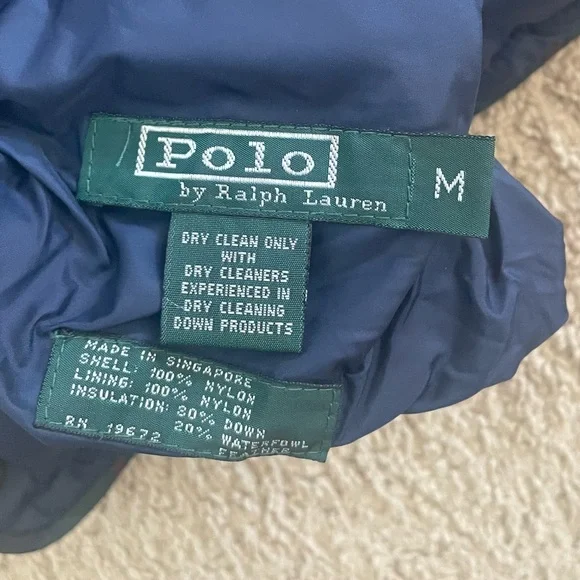 Polo
by Ralph Lauren
M
DRY CLEAN ONLY
WITH
DRY CLEANERS
EXPERIENCED IN
DRY CLEANING
DOWN PRODUCTS
MADE IN SINGAPORE
SHELL: 100% NYLON
LINING: 100% NYLON
INSULATION: 80% DOWN
RN 19672 20% WATERFOWL
FEATHER